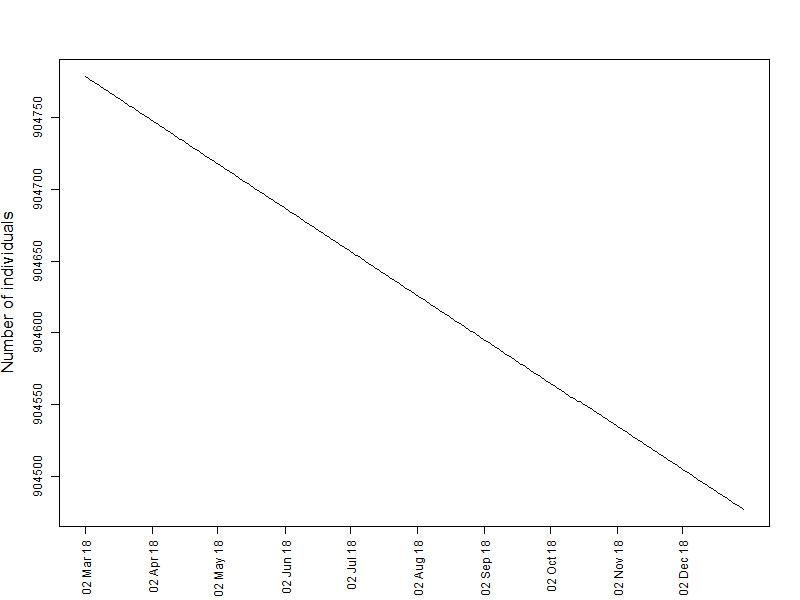 Number of individuals
904750
904700
904650
904600
904550
904500
02 Mar 18
02 Apr 18
02 May 18
02 Jun 18
02 Jul 18
02 Aug 18
02 Sep 18
02 Oct 18
02 Nov 18
02 Dec 18